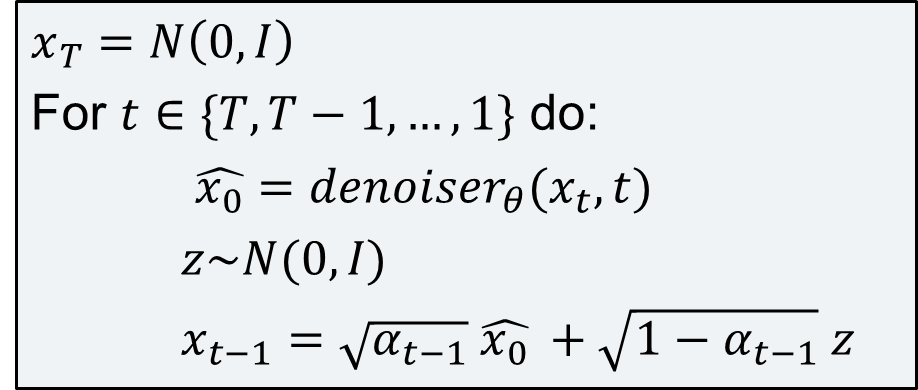 x_T = N(0, I)
For t ∈ {T, T − 1, … , 1} do:
x̂_0 = denoiser_θ(x_t, t)
z~N(0, I)
x_{t−1} = √α_{t−1} x̂_0 + √(1 − α_{t−1}) z